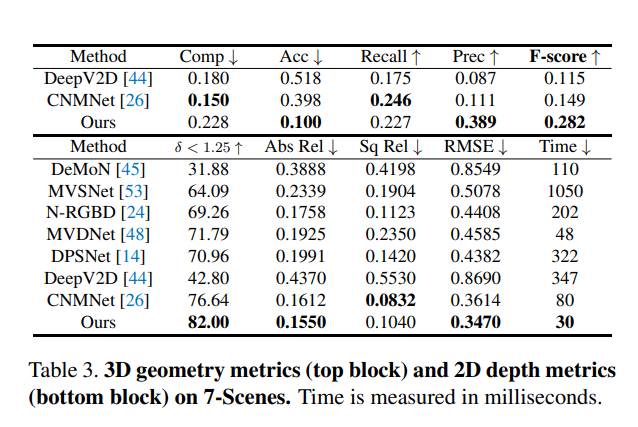 Method Comp ↓ Acc ↓ Recall ↑ Prec ↑ F-score ↑
DeepV2D [44] 0.180 0.518 0.175 0.087 0.115
CNMNet [26] 0.150 0.398 0.246 0.111 0.149
Ours 0.228 0.100 0.227 0.389 0.282
Method δ < 1.25 ↑ Abs Rel ↓ Sq Rel ↓ RMSE ↓ Time ↓
DeMoN [45] 31.88 0.3888 0.4198 0.8549 110
MVSNet [53] 64.09 0.2339 0.1904 0.5078 1050
N-RGBD [24] 69.26 0.1758 0.1123 0.4408 202
MVDNet [48] 71.79 0.1925 0.2350 0.4585 48
DPSNet [14] 70.96 0.1991 0.1420 0.4382 322
DeepV2D [44] 42.80 0.4370 0.5530 0.8690 347
CNMNet [26] 76.64 0.1612 0.0832 0.3614 80
Ours 82.00 0.1550 0.1040 0.3470 30
Table 3. 3D geometry metrics (top block) and 2D depth metrics
(bottom block) on 7-Scenes. Time is measured in milliseconds.